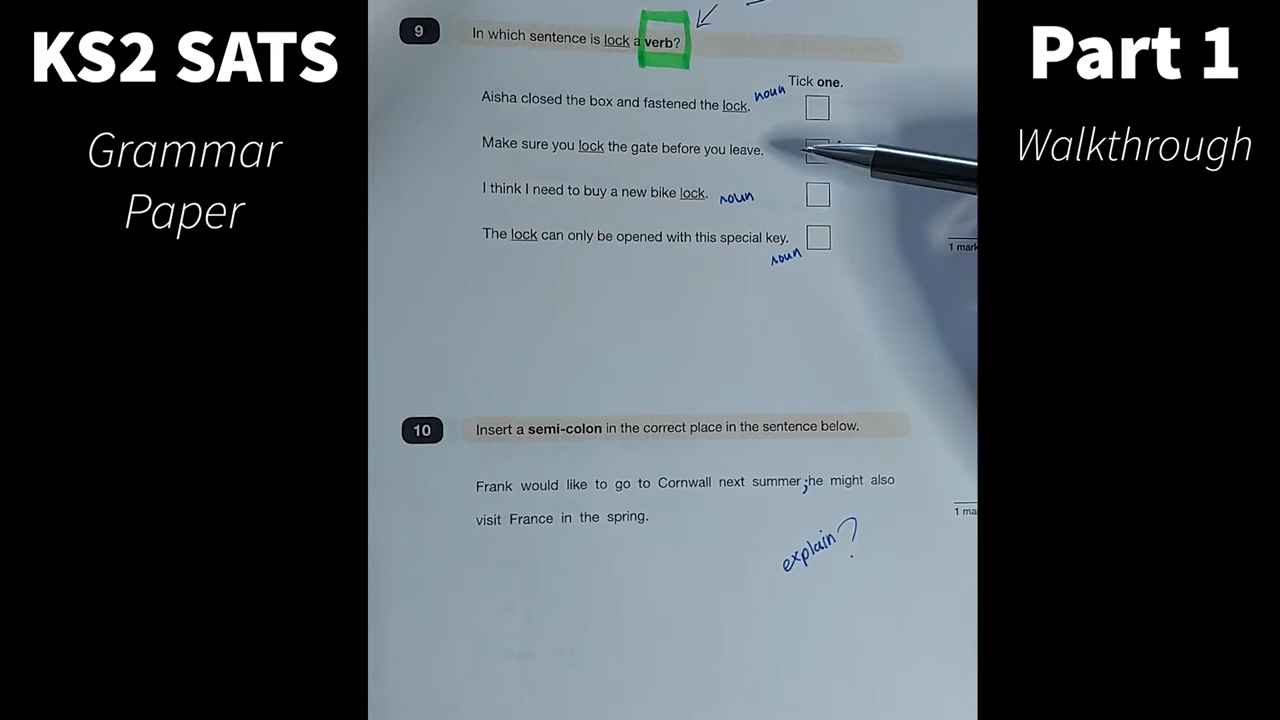 KS2 SATS
Grammar
Paper
9
In which sentence is lock a verb?
Tick one.
Aisha closed the box and fastened the lock.
noun
Make sure you lock the gate before you leave.
I think I need to buy a new bike lock.
noun
The lock can only be opened with this special key.
noun
1 mark
10
Insert a semi-colon in the correct place in the sentence below.
Frank would like to go to Cornwall next summer;he might also
visit France in the spring.
1 ma
explain?
Part 1
Walkthrough